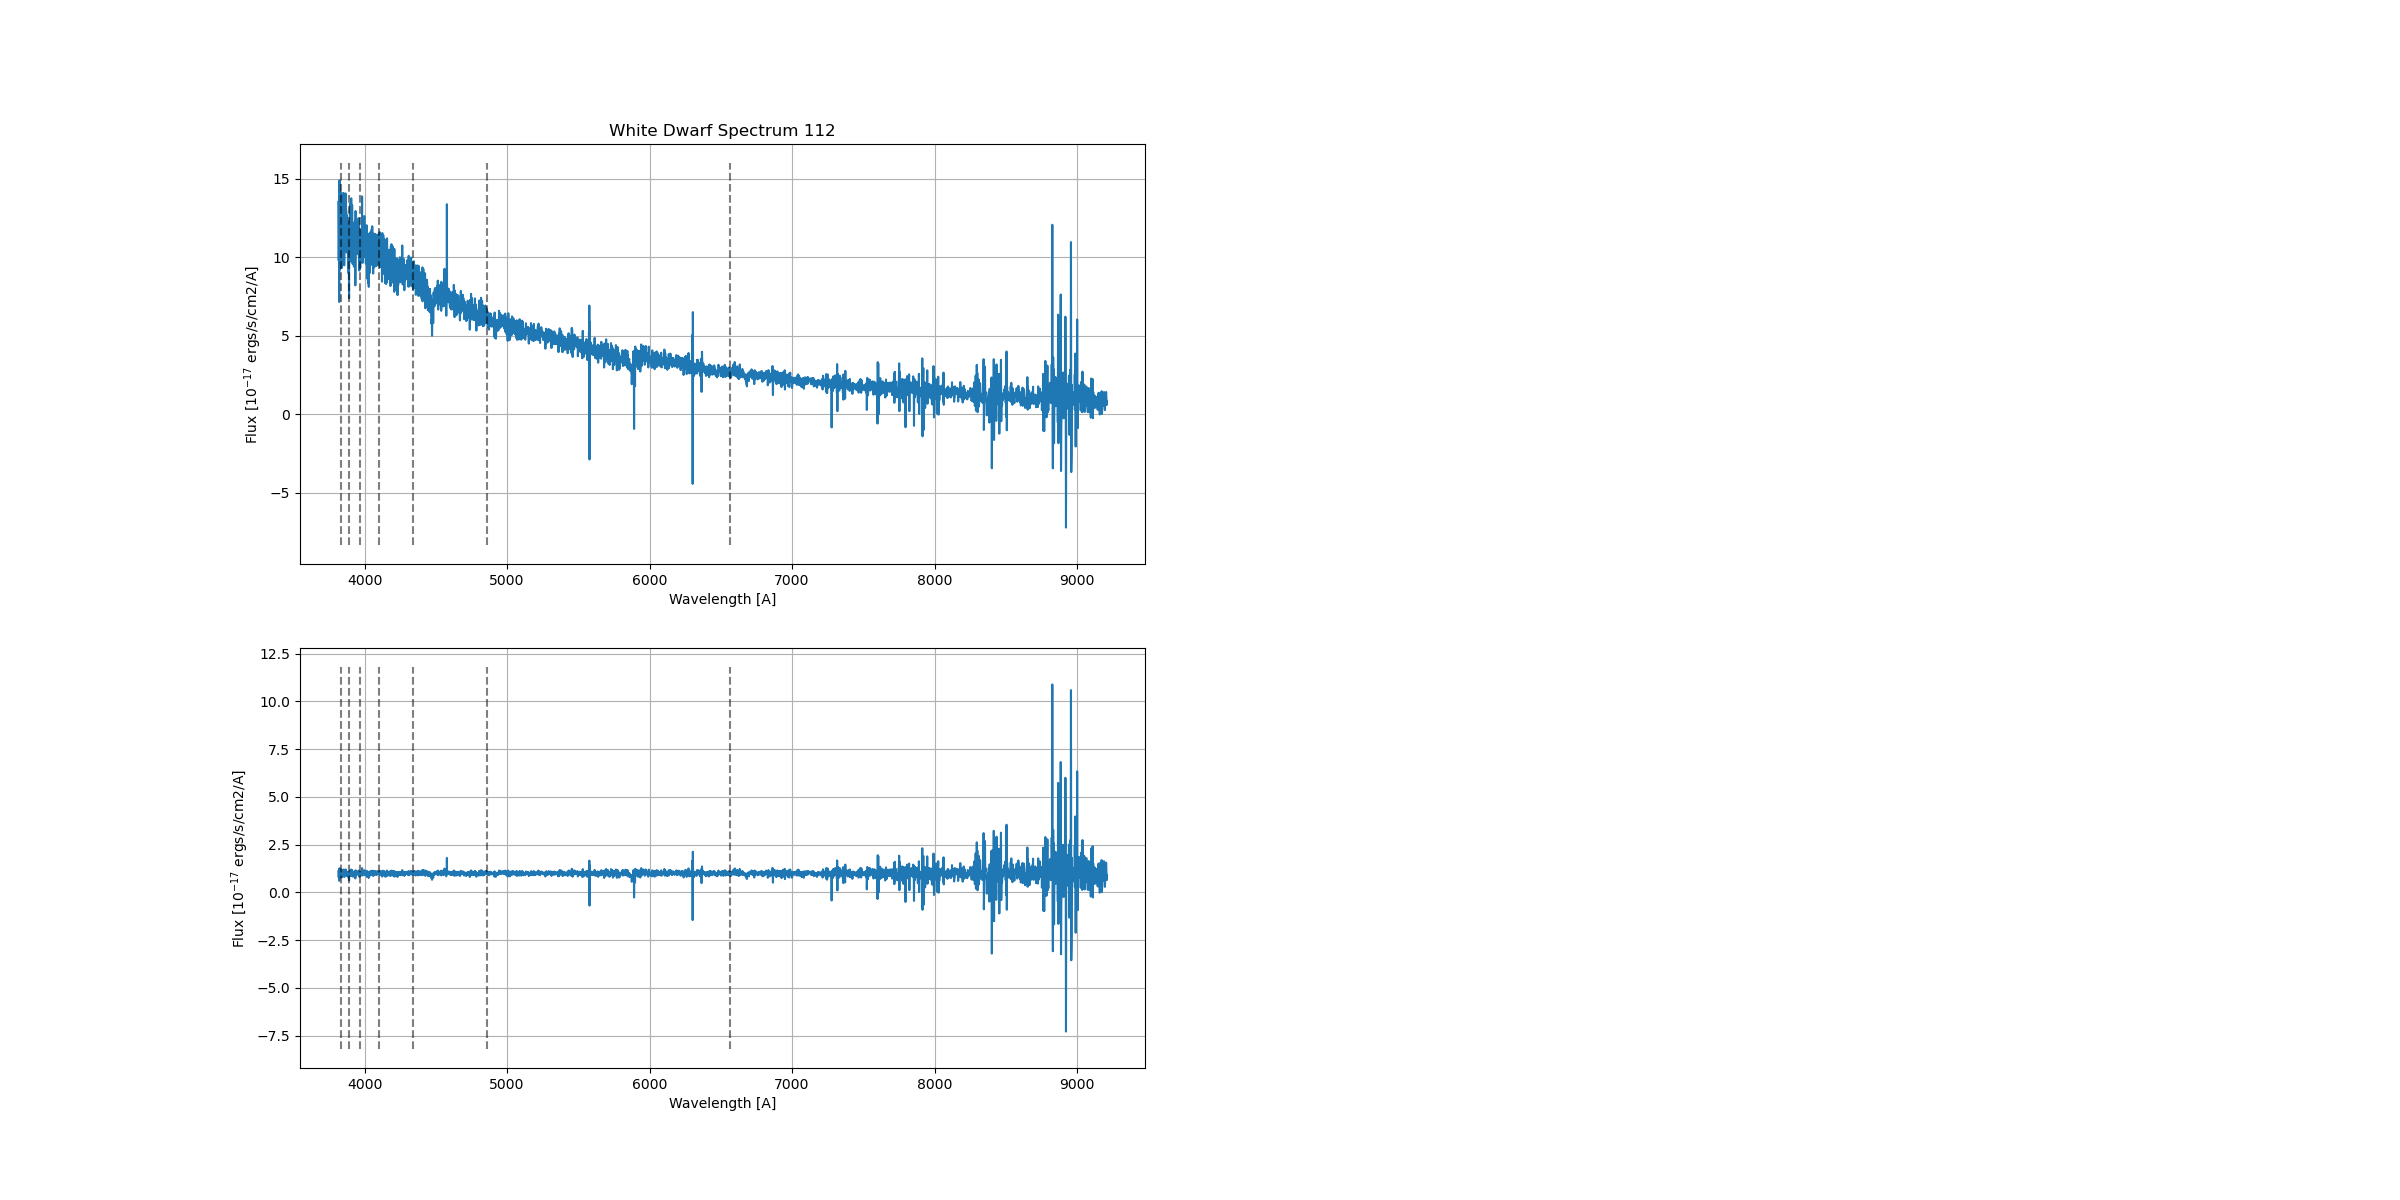 White Dwarf Spectrum 112
15
10
5
0
−5
Flux [10⁻¹⁷ ergs/s/cm2/A]
4000 5000 6000 7000 8000 9000
Wavelength [A]
12.5
10.0
7.5
5.0
2.5
0.0
−2.5
−5.0
−7.5
Flux [10⁻¹⁷ ergs/s/cm2/A]
4000 5000 6000 7000 8000 9000
Wavelength [A]